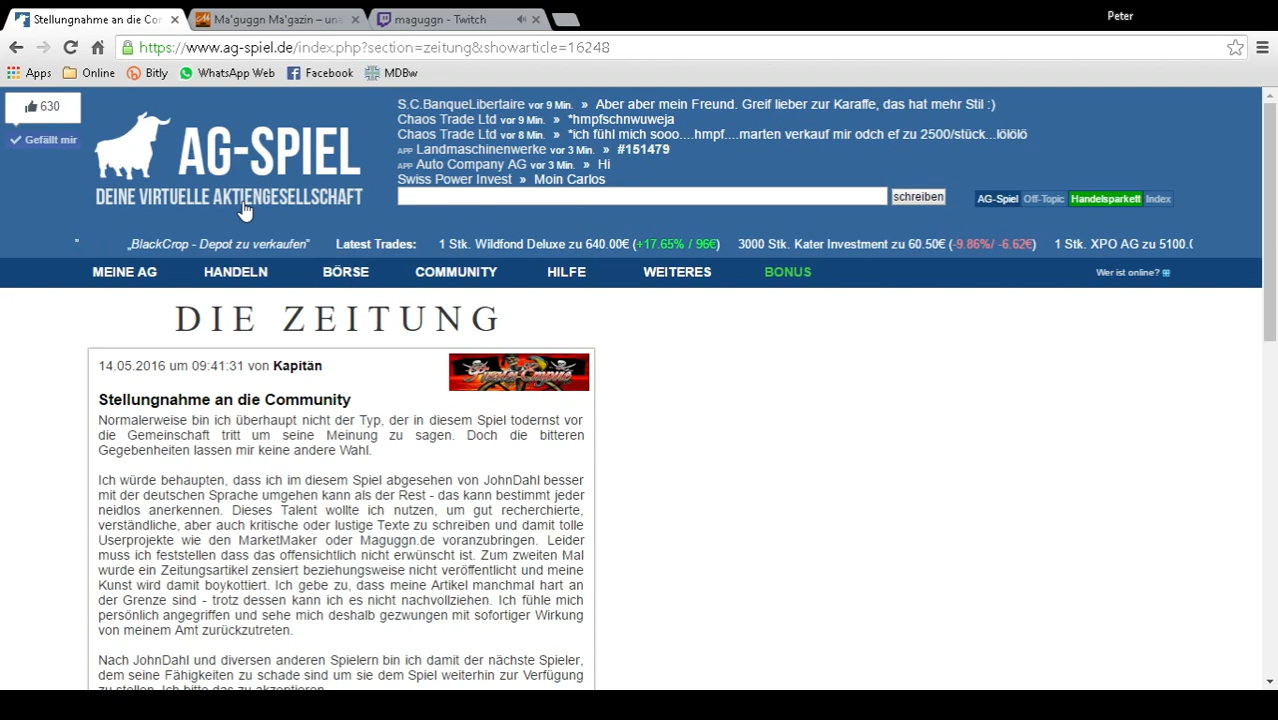 Peter
Stellungnahme an die Co
Ma'guggn Ma'gazin – un
maguggn - Twitch
https://www.ag-spiel.de/index.php?section=zeitung&showarticle=16248
Apps Online Bitly WhatsApp Web Facebook MDBw
630
Gefällt mir
AG-SPIEL
DEINE VIRTUELLE AKTIENGESELLSCHAFT
S.C.BanqueLibertaire vor 9 Min. » Aber aber mein Freund. Greif lieber zur Karaffe, das hat mehr Stil :)
Chaos Trade Ltd vor 9 Min. » *hmpfschnwuweja
Chaos Trade Ltd vor 8 Min. » *ich fühl mich sooo....hmpf....marten verkauf mir odch ef zu 2500/stück...lölölö
APP Landmaschinenwerke vor 3 Min. » #151479
APP Auto Company AG vor 3 Min. » Hi
Swiss Power Invest » Moin Carlos
schreiben
AG-Spiel Off-Topic Handelsparkett Index
" „BlackCrop - Depot zu verkaufen" Latest Trades: 1 Stk. Wildfond Deluxe zu 640.00€ (+17.65% / 96€) 3000 Stk. Kater Investment zu 60.50€ (-9.86%/ -6.62€) 1 Stk. XPO AG zu 5100.0
MEINE AG HANDELN BÖRSE COMMUNITY HILFE WEITERES BONUS Wer ist online?
DIE ZEITUNG
14.05.2016 um 09:41:31 von Kapitän
Stellungnahme an die Community
Normalerweise bin ich überhaupt nicht der Typ, der in diesem Spiel todernst vor
die Gemeinschaft tritt um seine Meinung zu sagen. Doch die bitteren
Gegebenheiten lassen mir keine andere Wahl.
Ich würde behaupten, dass ich im diesem Spiel abgesehen von JohnDahl besser
mit der deutschen Sprache umgehen kann als der Rest - das kann bestimmt jeder
neidlos anerkennen. Dieses Talent wollte ich nutzen, um gut recherchierte,
verständliche, aber auch kritische oder lustige Texte zu schreiben und damit tolle
Userprojekte wie den MarketMaker oder Maguggn.de voranzubringen. Leider
muss ich feststellen dass das offensichtlich nicht erwünscht ist. Zum zweiten Mal
wurde ein Zeitungsartikel zensiert beziehungsweise nicht veröffentlicht und meine
Kunst wird damit boykottiert. Ich gebe zu, dass meine Artikel manchmal hart an
der Grenze sind - trotz dessen kann ich es nicht nachvollziehen. Ich fühle mich
persönlich angegriffen und sehe mich deshalb gezwungen mit sofortiger Wirkung
von meinem Amt zurückzutreten.
Nach JohnDahl und diversen anderen Spielern bin ich damit der nächste Spieler,
dem seine Fähigkeiten zu schade sind um sie dem Spiel weiterhin zur Verfügung
zu stellen. Ich bitte das zu akzeptieren.